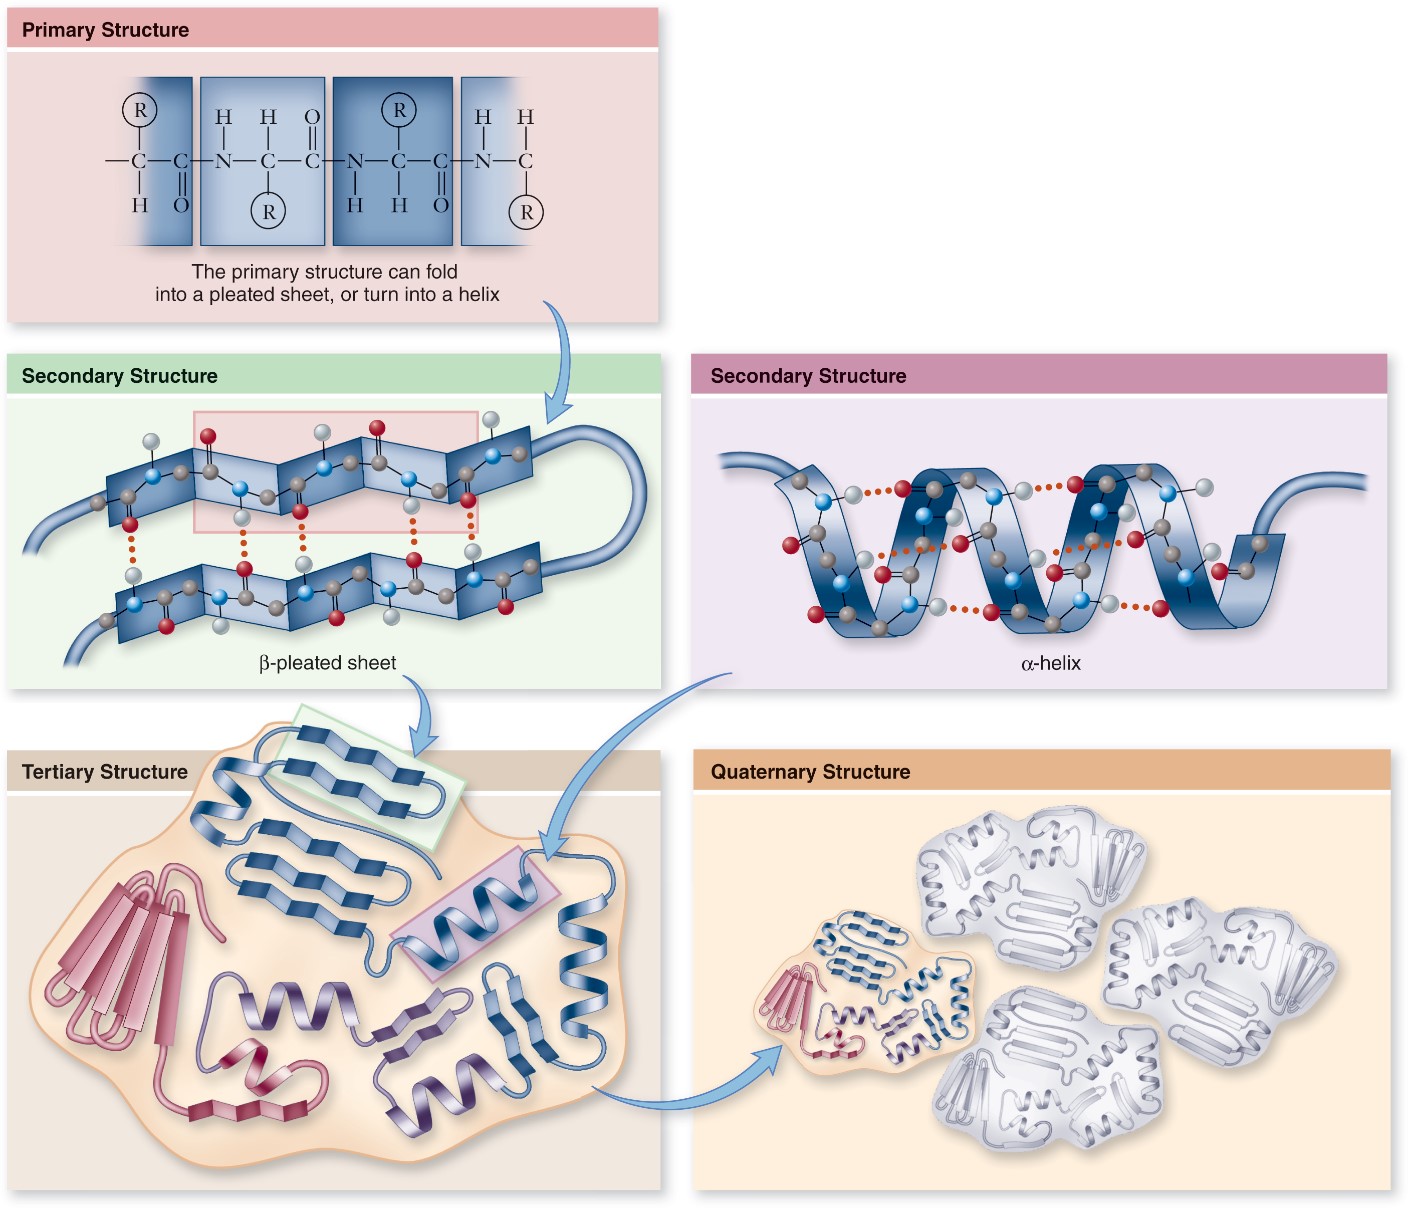 Primary Structure
R
H H O R H H
C C N C C N C C N C
H O R H H O R
The primary structure can fold
into a pleated sheet, or turn into a helix
Secondary Structure
β-pleated sheet
Secondary Structure
α-helix
Tertiary Structure
Quaternary Structure